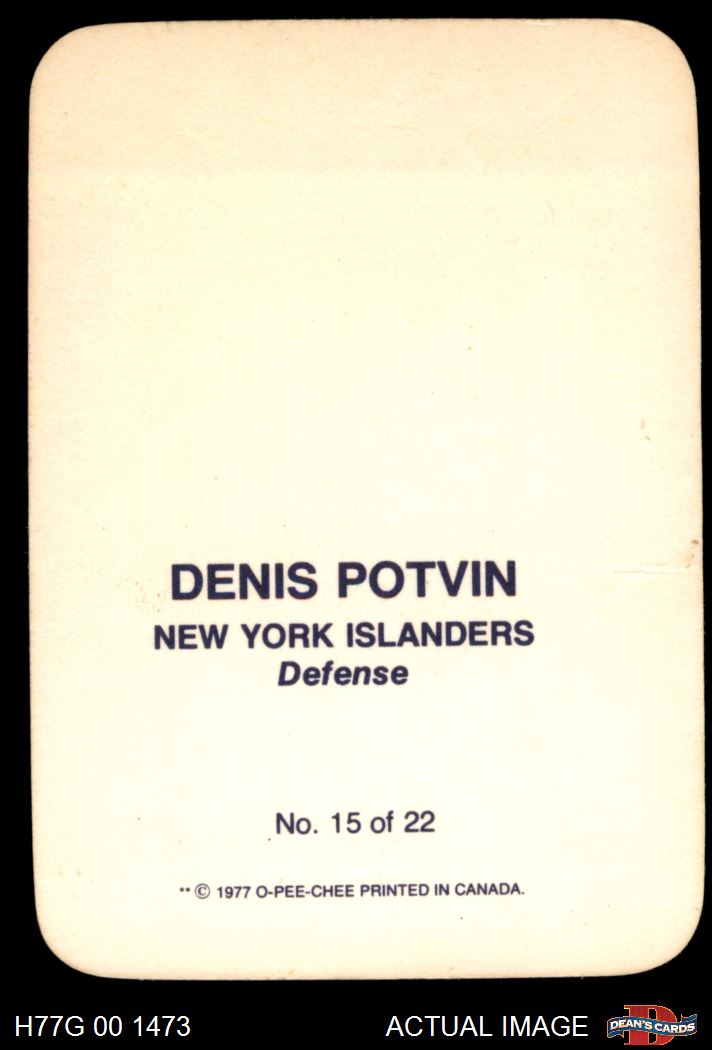 DENIS POTVIN
NEW YORK ISLANDERS
Defense
No. 15 of 22
** © 1977 O-PEE-CHEE PRINTED IN CANADA.
H77G 00 1473
ACTUAL IMAGE
D
DEAN'S CARDS